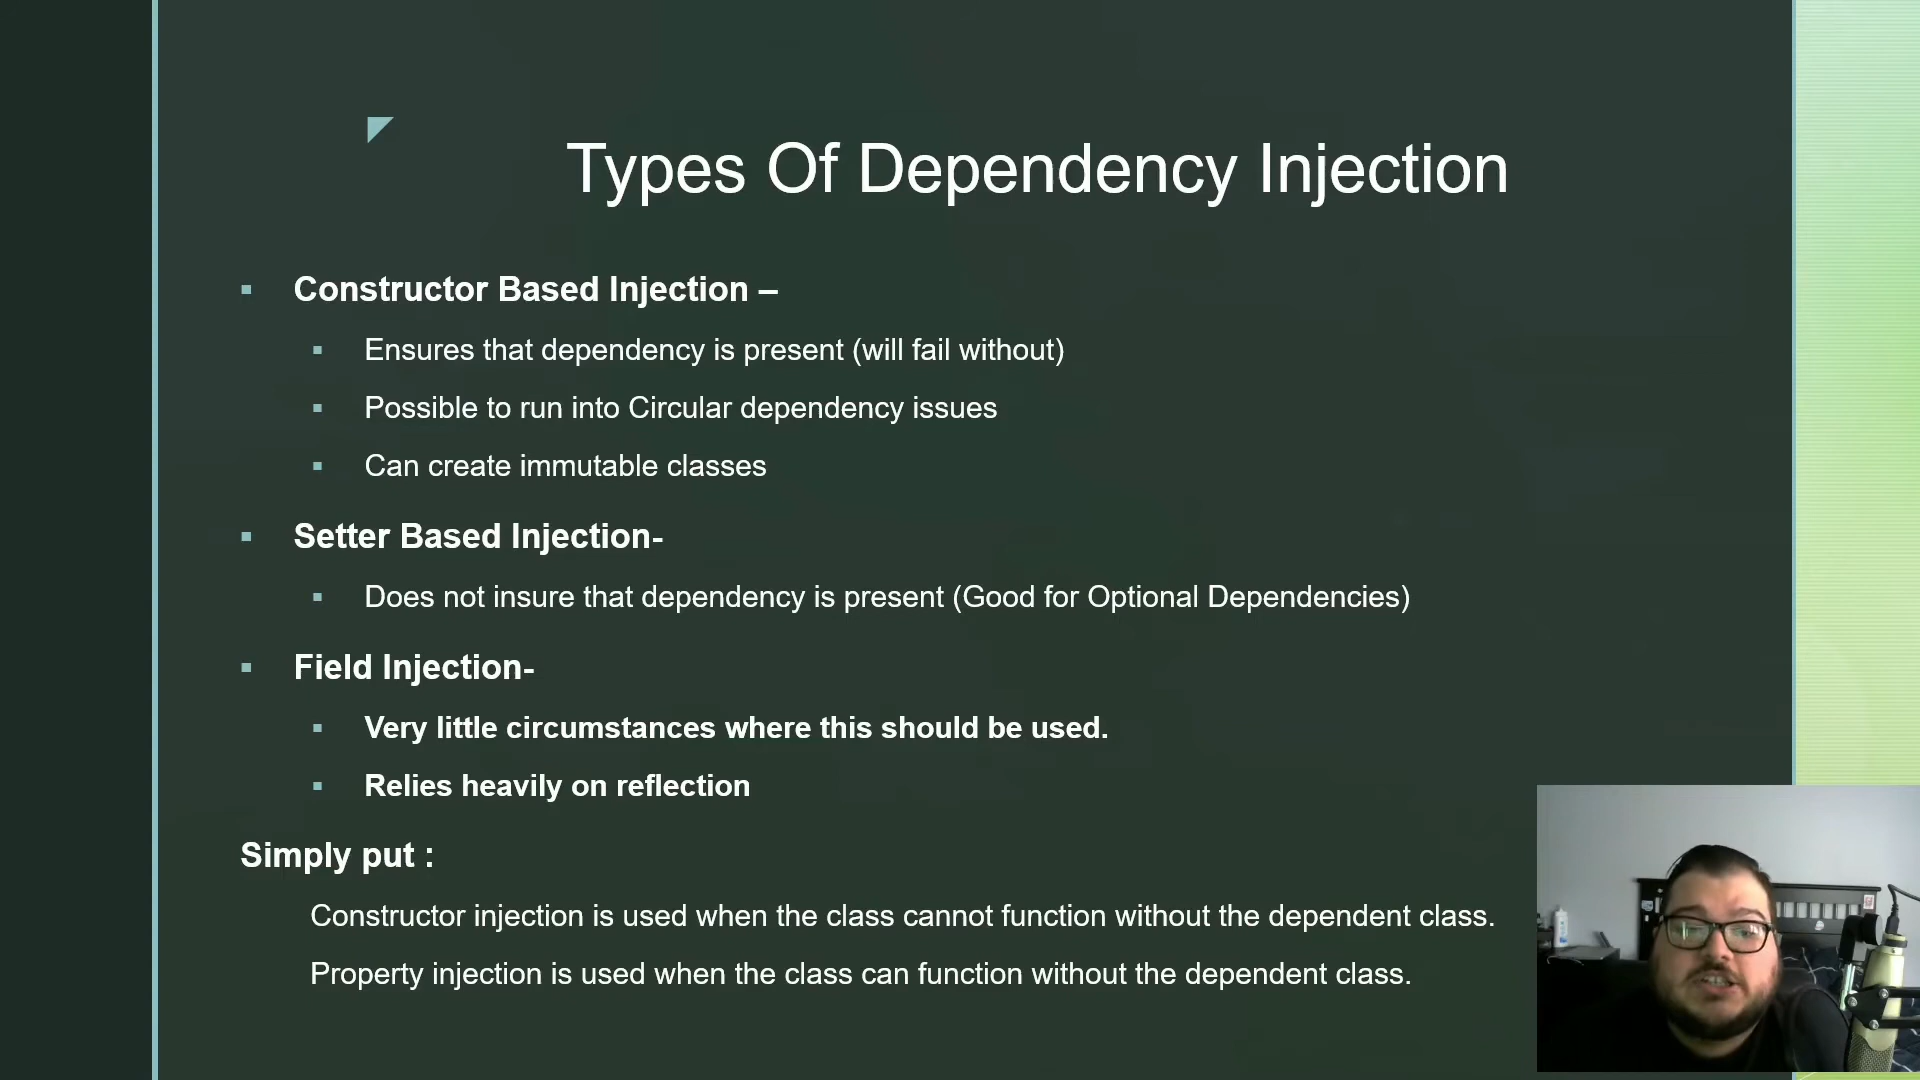 Types Of Dependency Injection
Constructor Based Injection –
Ensures that dependency is present (will fail without)
Possible to run into Circular dependency issues
Can create immutable classes
Setter Based Injection-
Does not insure that dependency is present (Good for Optional Dependencies)
Field Injection-
Very little circumstances where this should be used.
Relies heavily on reflection
Simply put :
Constructor injection is used when the class cannot function without the dependent class.
Property injection is used when the class can function without the dependent class.